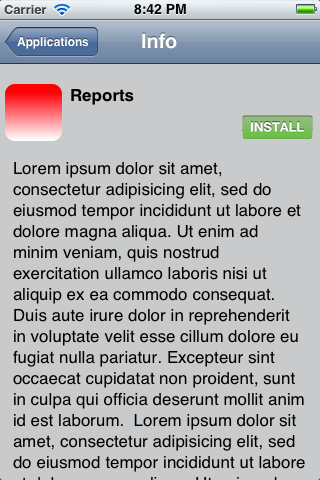 Carrier 8:42 PM
Applications Info
Reports
INSTALL
Lorem ipsum dolor sit amet,
consectetur adipisicing elit, sed do
eiusmod tempor incididunt ut labore et
dolore magna aliqua. Ut enim ad
minim veniam, quis nostrud
exercitation ullamco laboris nisi ut
aliquip ex ea commodo consequat.
Duis aute irure dolor in reprehenderit
in voluptate velit esse cillum dolore eu
fugiat nulla pariatur. Excepteur sint
occaecat cupidatat non proident, sunt
in culpa qui officia deserunt mollit anim
id est laborum.  Lorem ipsum dolor sit
amet, consectetur adipisicing elit, sed
do eiusmod tempor incididunt ut labore